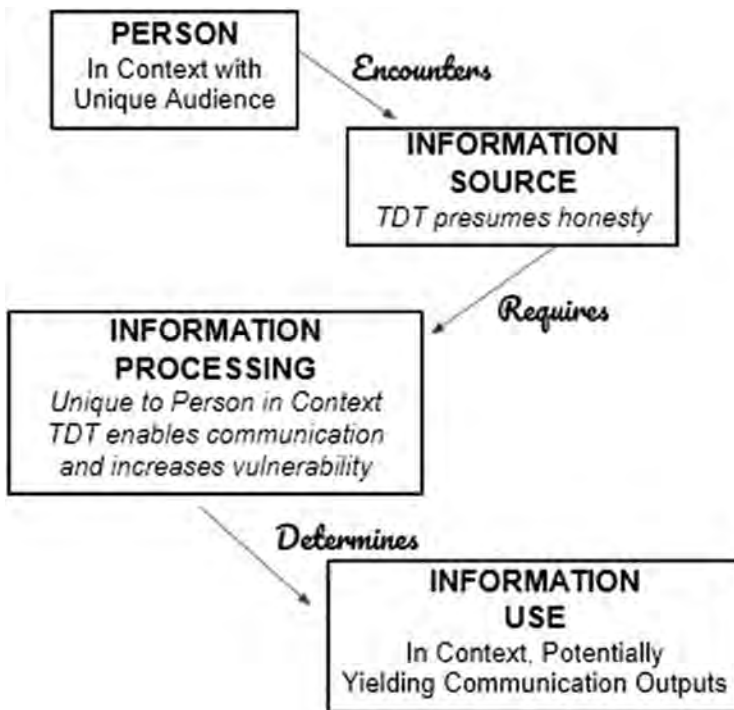 PERSON
In Context with
Unique Audience
Encounters
INFORMATION
SOURCE
TDT presumes honesty
Requires
INFORMATION
PROCESSING
Unique to Person in Context
TDT enables communication
and increases vulnerability
Determines
INFORMATION
USE
In Context, Potentially
Yielding Communication Outputs